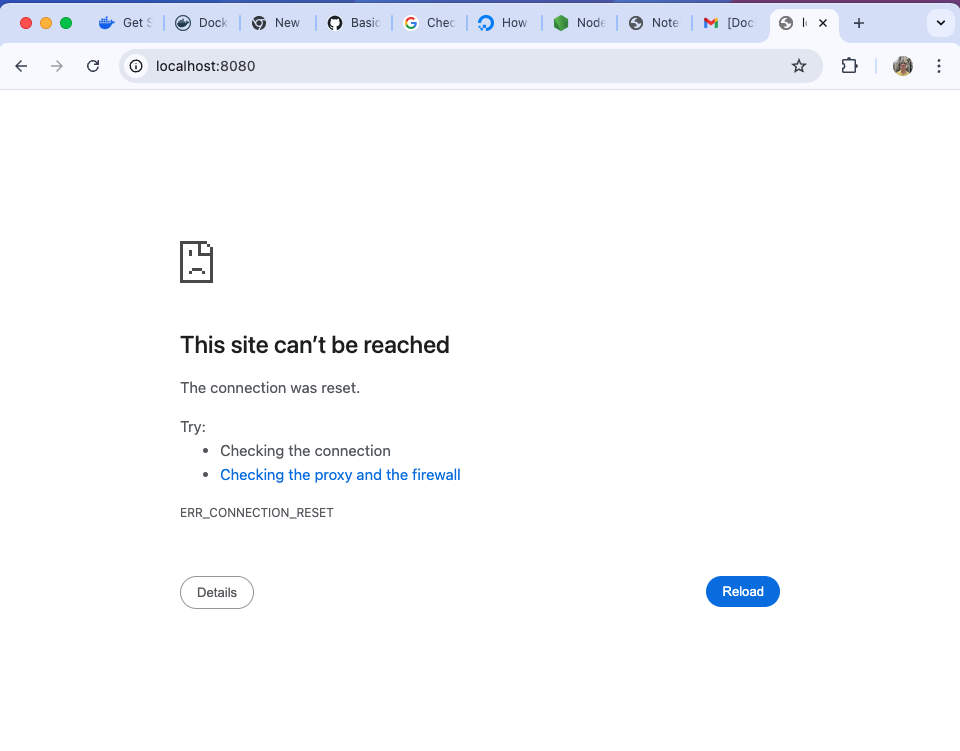 Get S Dock New Basic Chec How Node Note [Doc
localhost:8080
This site can’t be reached
The connection was reset.
Try:
• Checking the connection
• Checking the proxy and the firewall
ERR_CONNECTION_RESET
Details Reload